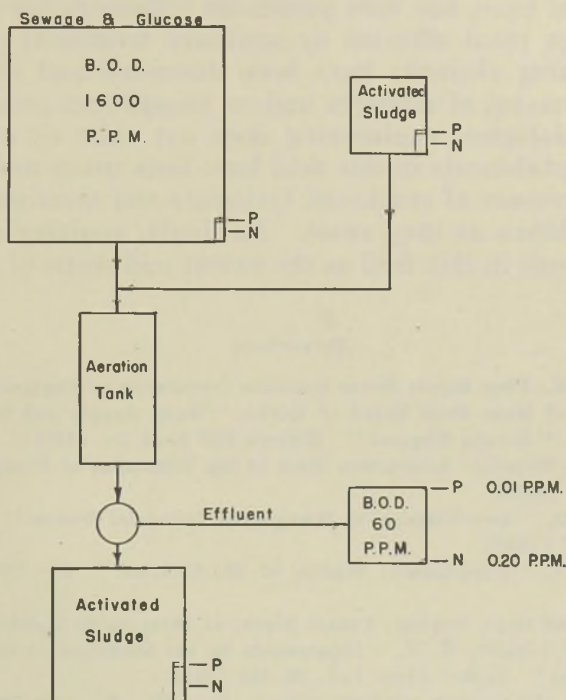 Sewage & Glucose
B.O.D.
1600
P.P.M.
P
N
Activated
Sludge
P
N
Aeration
Tank
Effluent
B.O.D.
60
P.P.M.
P 0.01 P.P.M.
N 0.20 P.P.M.
Activated
Sludge
P
N